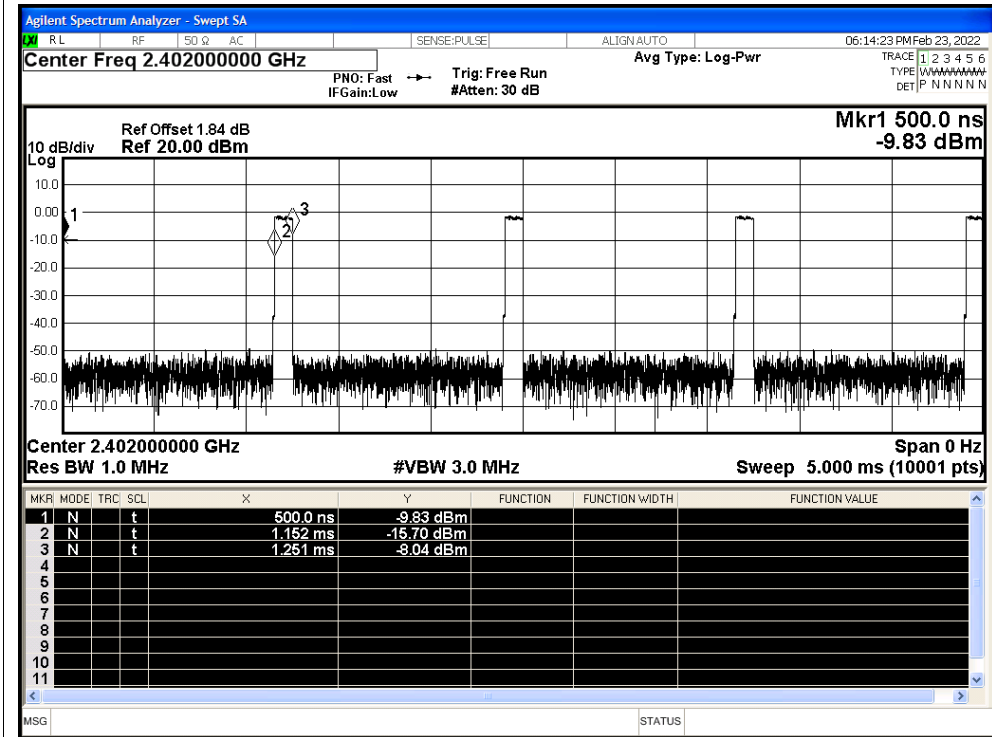 Agilent Spectrum Analyzer - Swept SA
LXI RL RF 50 Ω AC SENSE:PULSE ALIGN AUTO 06:14:23 PM Feb 23, 2022
Center Freq 2.402000000 GHz Avg Type: Log-Pwr TRACE 1 2 3 4 5 6
PNO: Fast Trig: Free Run TYPE
IFGain:Low #Atten: 30 dB DET P N N N N N
Mkr1 500.0 ns
Ref Offset 1.84 dB
10 dB/div Ref 20.00 dBm -9.83 dBm
Log
10.0
0.00 1 3
2
-10.0
-20.0
-30.0
-40.0
-50.0
-60.0
-70.0
Center 2.402000000 GHz Span 0 Hz
Res BW 1.0 MHz #VBW 3.0 MHz Sweep 5.000 ms (10001 pts)
MKR MODE TRC SCL X Y FUNCTION FUNCTION WIDTH FUNCTION VALUE
1 N t 500.0 ns -9.83 dBm
2 N t 1.152 ms -15.70 dBm
3 N t 1.251 ms -8.04 dBm
4
5
6
7
8
9
10
11
MSG STATUS